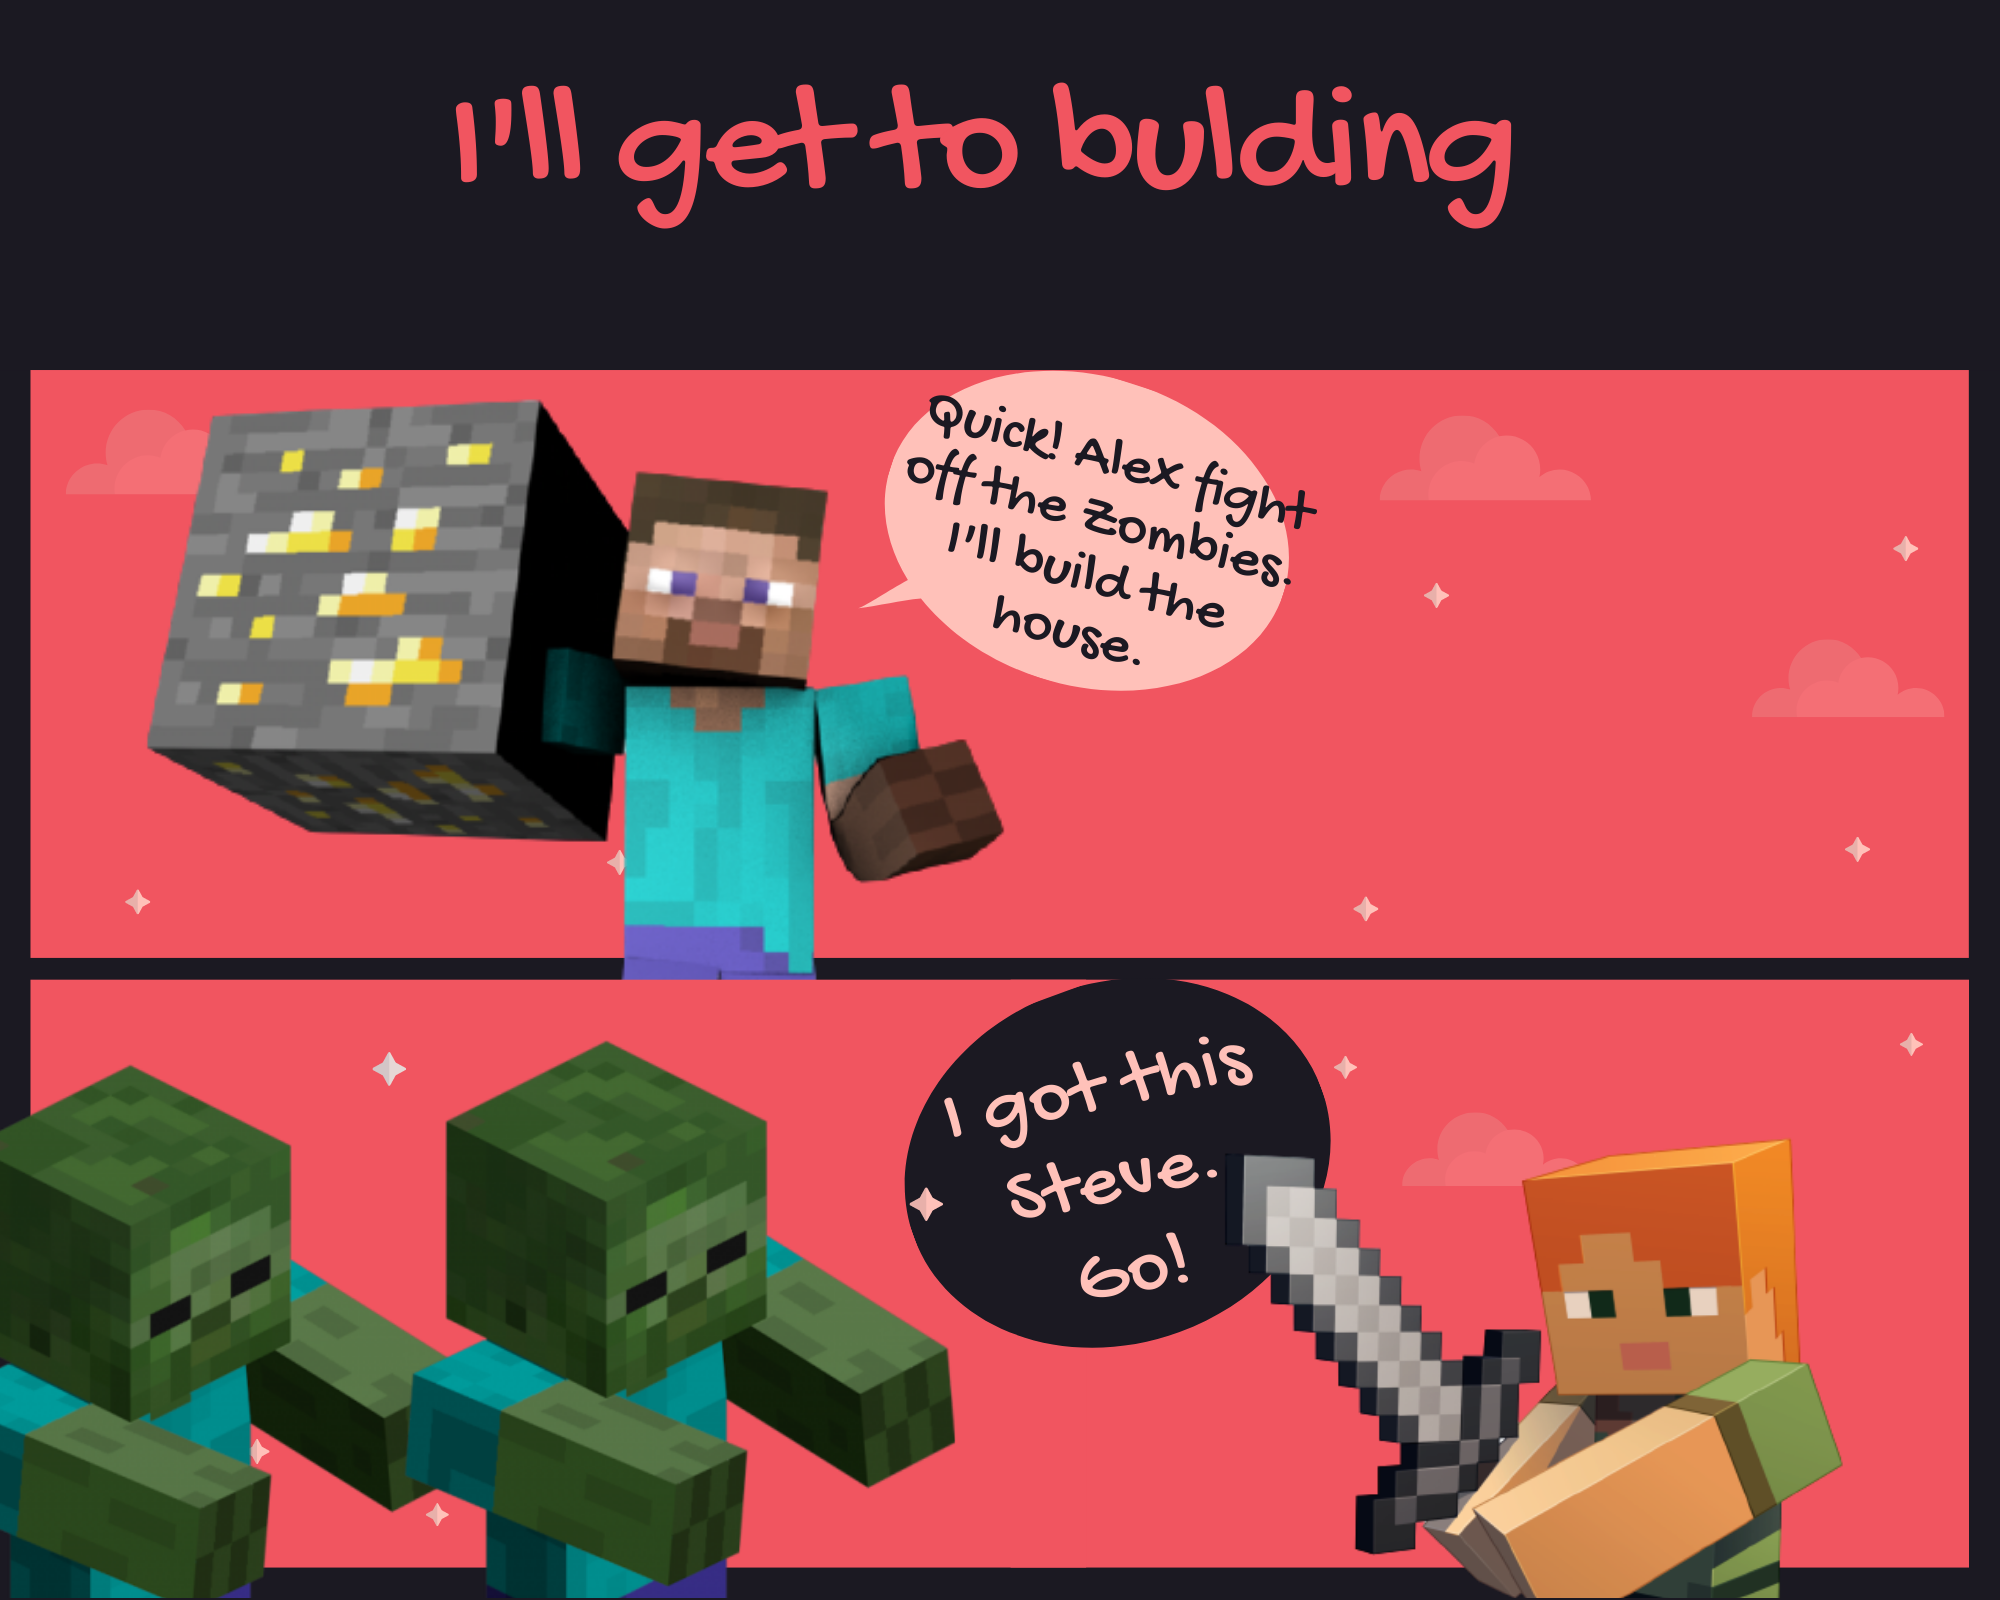 I'll get to bulding
Quick! Alex fight
off the zombies.
I'll build the
house.
I got this
Steve.
Go!